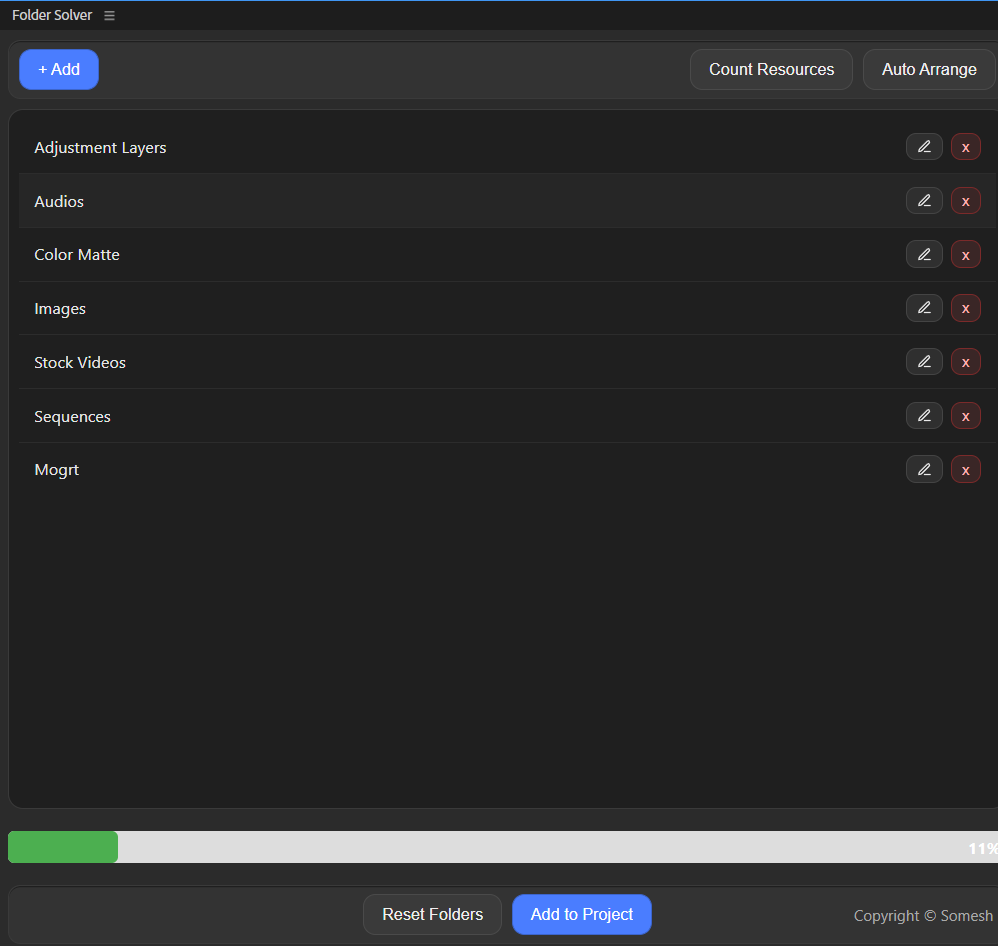 Folder Solver
+ Add
Count Resources
Auto Arrange
Adjustment Layers
x
Audios
x
Color Matte
x
Images
x
Stock Videos
x
Sequences
x
Mogrt
x
11%
Reset Folders
Add to Project
Copyright © Somesh